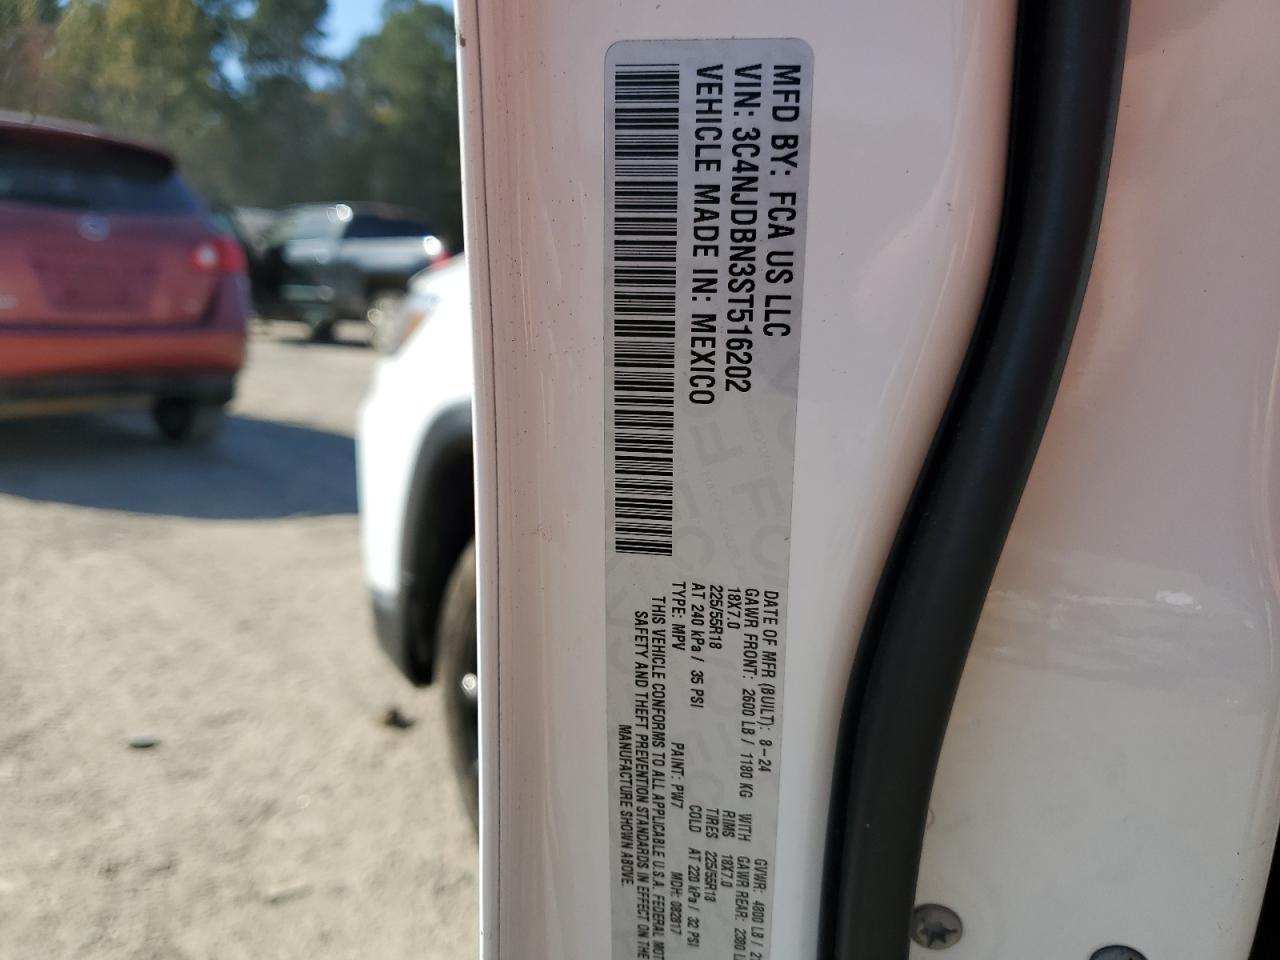 MFD BY: FCA US LLC
VIN: 3C4NJDBN3ST516202
VEHICLE MADE IN: MEXICO
DATE OF MFR (BUILT): 8-24 GVWR: 4800 LB /
GAWR FRONT: 2600 LB / 1180 KG WITH GAWR REAR: 2380
18X7.0 RIMS 18X7.0
225/55R18 TIRES 225/55R18
AT 240 kPa / 35 PSI COLD AT 220 kPa / 32 PSI
TYPE: MPV PAINT: PW7 MDH: 082817
THIS VEHICLE CONFORMS TO ALL APPLICABLE U.S.A. FEDERAL
SAFETY AND THEFT PREVENTION STANDARDS IN EFFECT ON THE
MANUFACTURE SHOWN ABOVE.